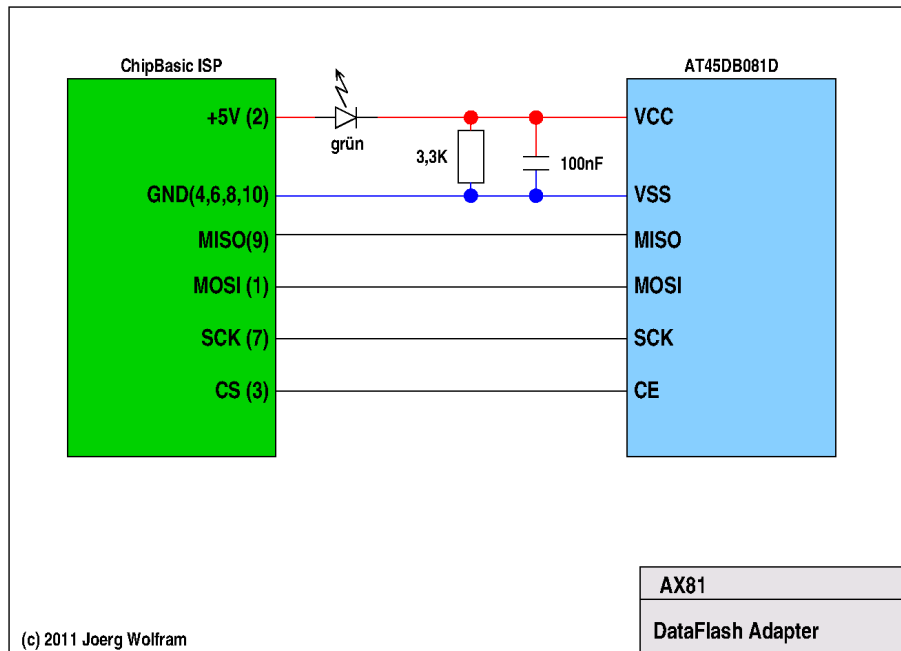 ChipBasic ISP
AT45DB081D
+5V (2)
grün
3,3K
100nF
VCC
GND(4,6,8,10)
VSS
MISO(9)
MISO
MOSI (1)
MOSI
SCK (7)
SCK
CS (3)
CE
AX81
DataFlash Adapter
(c) 2011 Joerg Wolfram